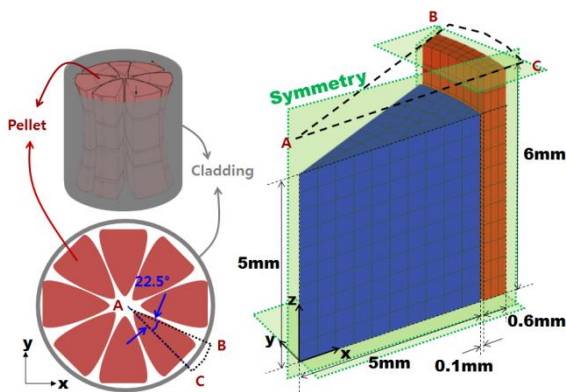 Pellet
Cladding
22.5°
A
B
C
y
x
B
C
Symmetry
A
6mm
5mm
z
y
x
5mm
0.6mm
0.1mm